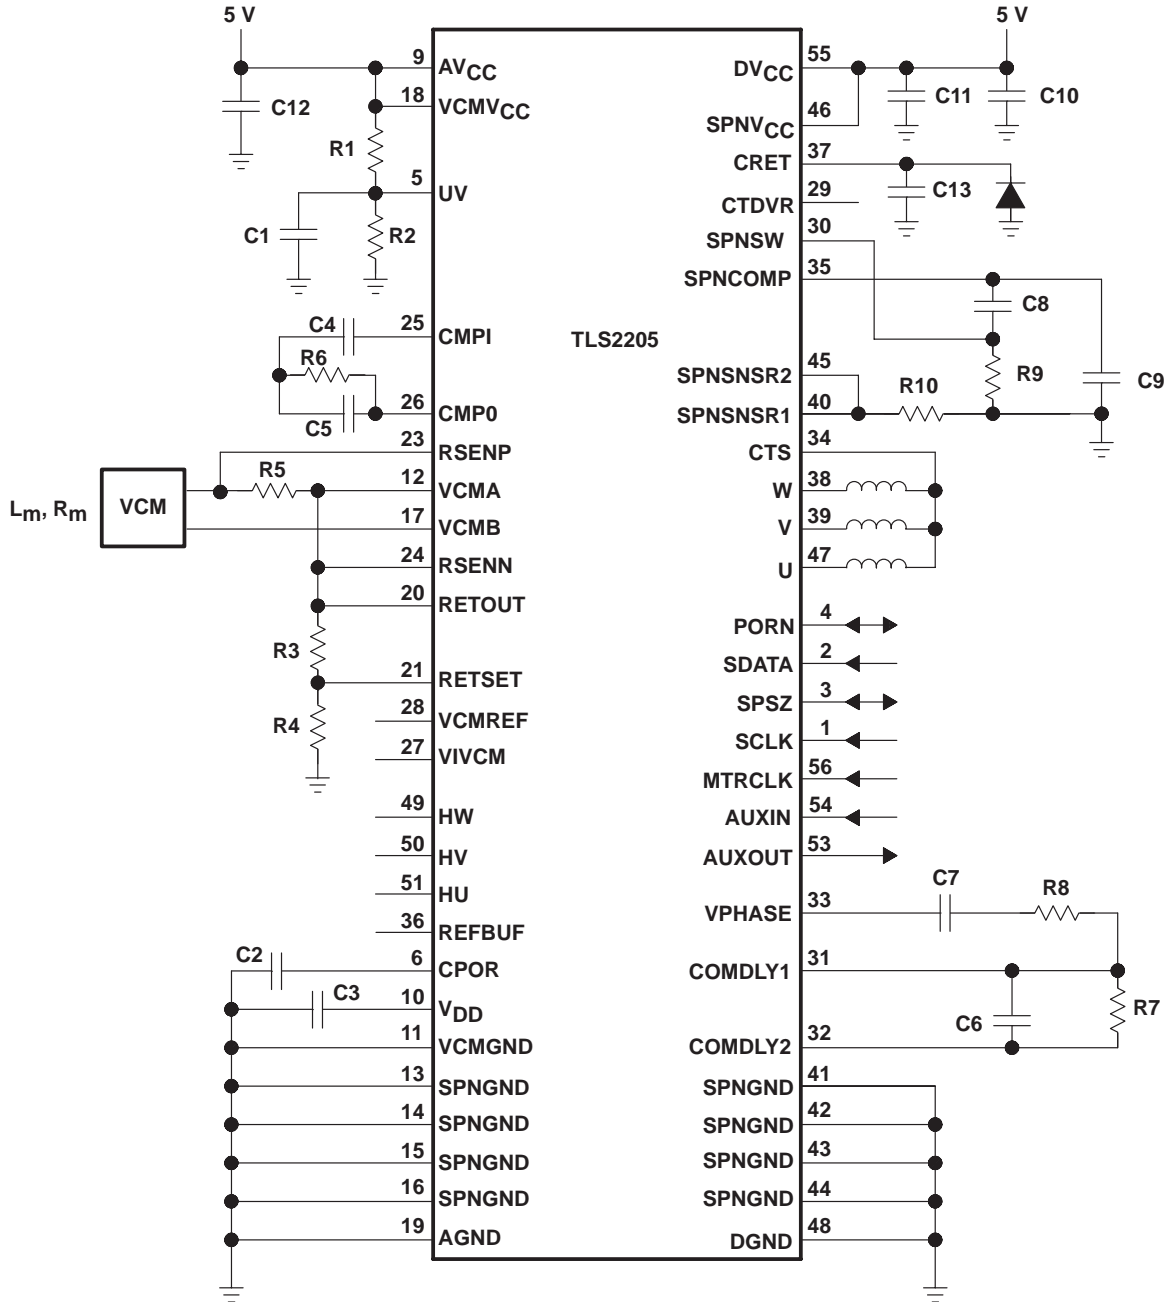 5 V
5 V
9 AVCC
DVCC 55
C12
C11
C10
18 VCMVCC
SPNVCC 46
R1
CRET 37
5 UV
C13
CTDVR 29
C1
R2
SPNSW 30
SPNCOMP 35
C8
C4
25 CMPI
TLS2205
R6
SPNSNSR2 45
R10
R9
C9
C5
26 CMP0
SPNSNSR1 40
23 RSENP
CTS 34
R5
12 VCMA
W 38
Lm, Rm
VCM
17 VCMB
V 39
24 RSENN
U 47
20 RETOUT
PORN 4
R3
SDATA 2
21 RETSET
SPSZ 3
R4
28 VCMREF
SCLK 1
27 VIVCM
MTRCLK 56
49 HW
AUXIN 54
50 HV
AUXOUT 53
51 HU
C7
R8
VPHASE 33
36 REFBUF
C2
6 CPOR
COMDLY1 31
C3
10 VDD
C6
R7
11 VCMGND
COMDLY2 32
13 SPNGND
SPNGND 41
14 SPNGND
SPNGND 42
15 SPNGND
SPNGND 43
16 SPNGND
SPNGND 44
19 AGND
DGND 48